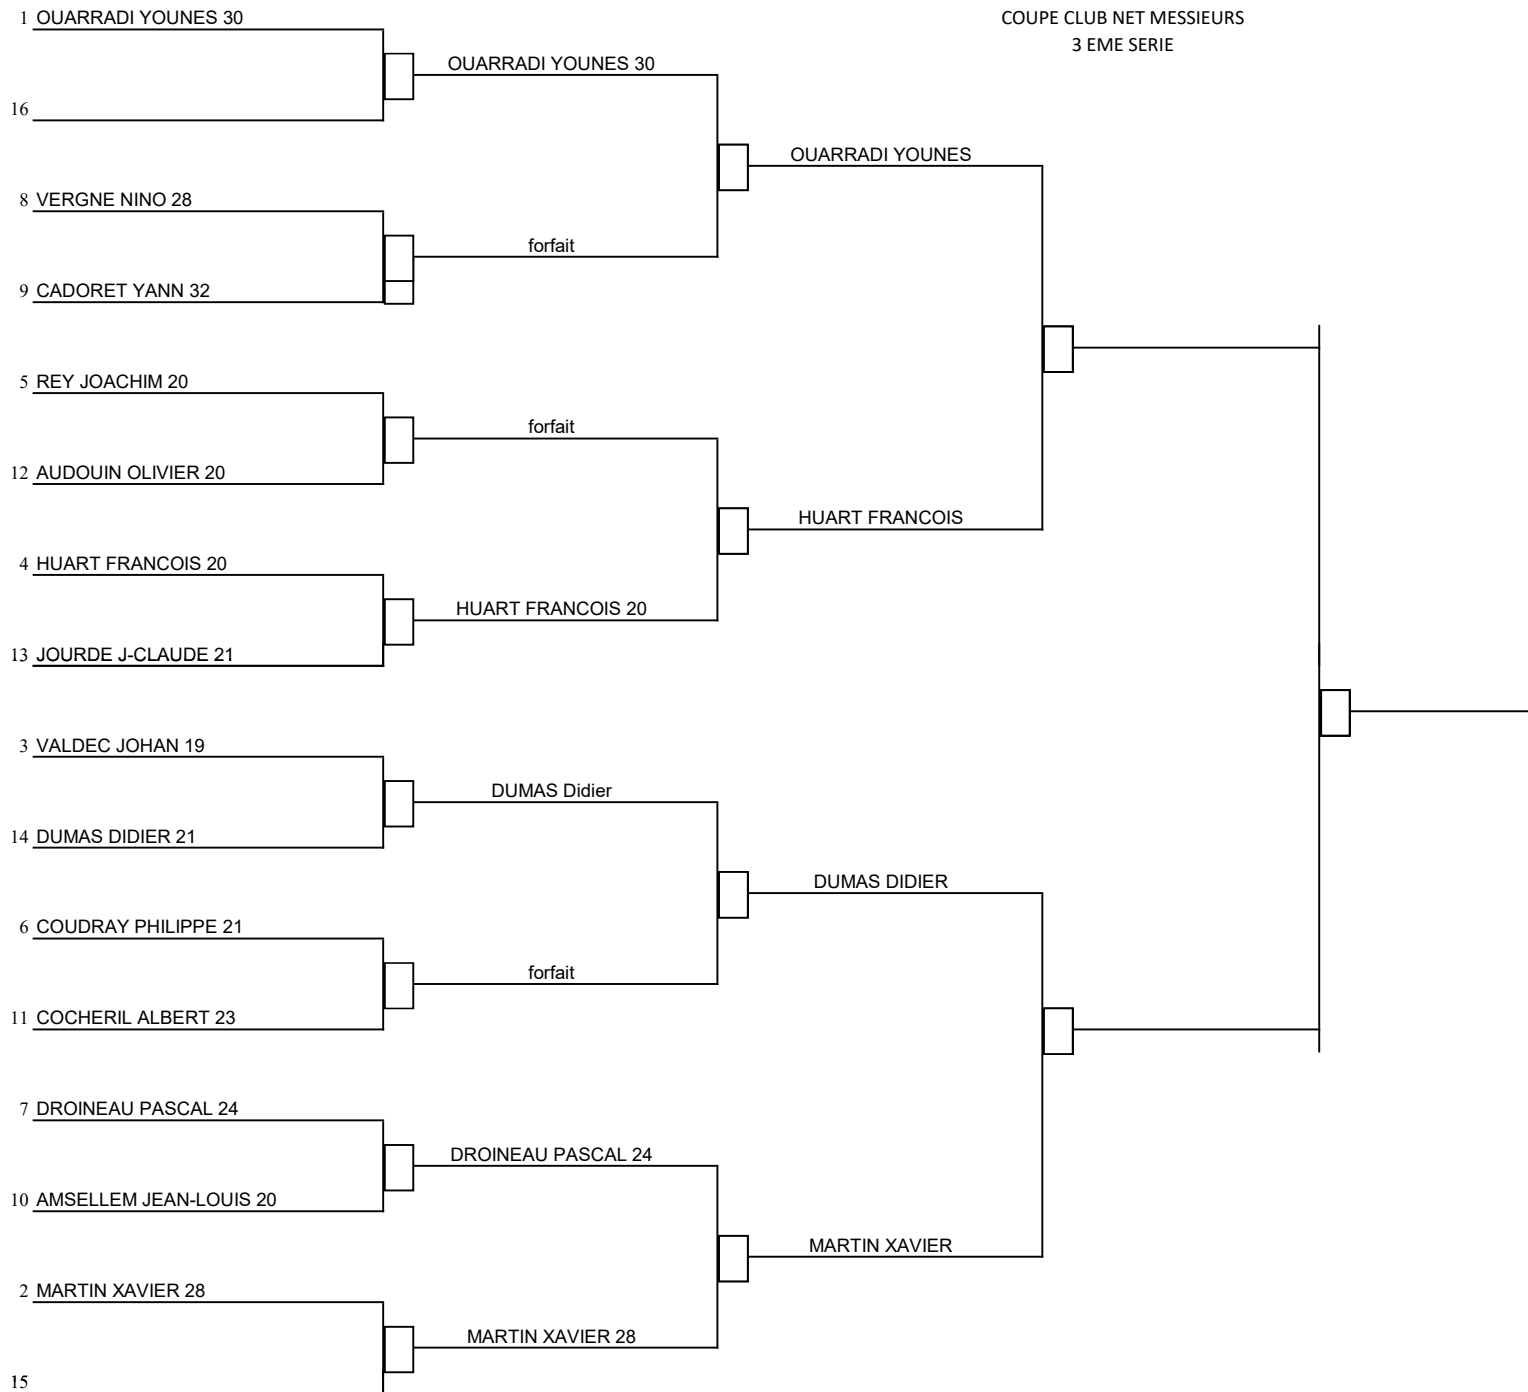 COUPE CLUB NET MESSIEURS
3 EME SERIE
1 OUARRADI YOUNES 30
OUARRADI YOUNES 30
16
OUARRADI YOUNES
8 VERGNE NINO 28
forfait
9 CADORET YANN 32
5 REY JOACHIM 20
forfait
12 AUDOUIN OLIVIER 20
HUART FRANCOIS
4 HUART FRANCOIS 20
HUART FRANCOIS 20
13 JOURDE J-CLAUDE 21
3 VALDEC JOHAN 19
DUMAS Didier
14 DUMAS DIDIER 21
DUMAS DIDIER
6 COUDRAY PHILIPPE 21
forfait
11 COCHERIL ALBERT 23
7 DROINEAU PASCAL 24
DROINEAU PASCAL 24
10 AMSELLEM JEAN-LOUIS 20
MARTIN XAVIER
2 MARTIN XAVIER 28
MARTIN XAVIER 28
15